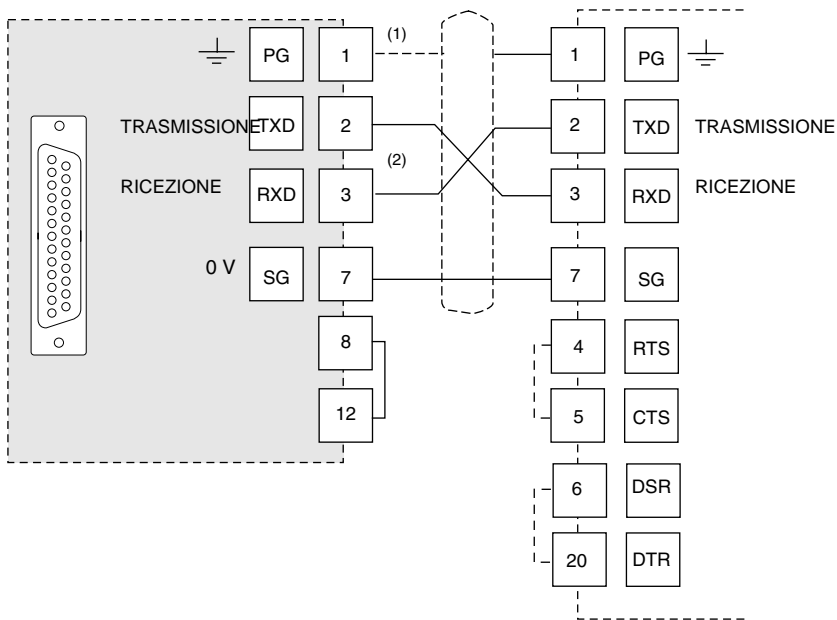 PG 1 (1) 1 PG
TRASMISSIONE TXD 2 2 TXD TRASMISSIONE
RICEZIONE RXD 3 (2) 3 RXD RICEZIONE
0 V SG 7 7 SG
8 4 RTS
12 5 CTS
6 DSR
20 DTR